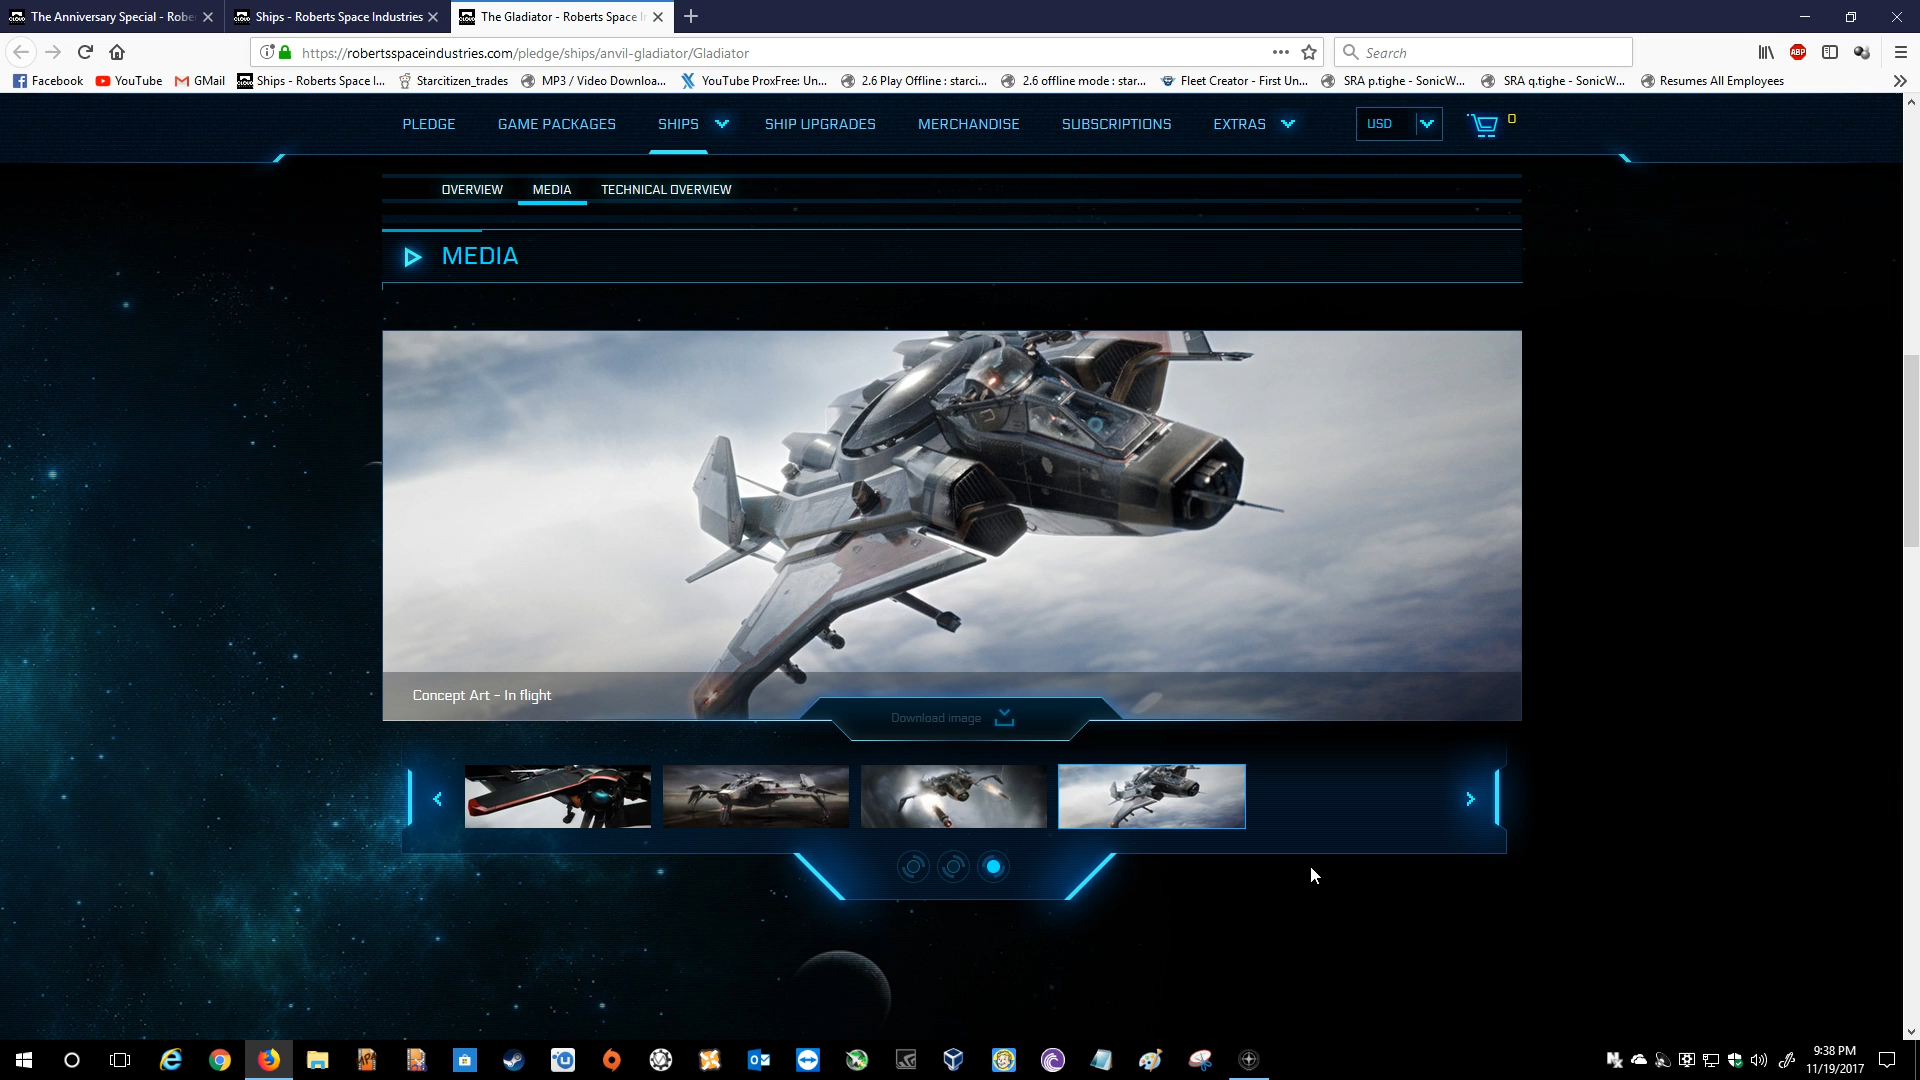 The Anniversary Special - Rober
Ships - Roberts Space Industries
The Gladiator - Roberts Space In
https://robertsspaceindustries.com/pledge/ships/anvil-gladiator/Gladiator
Search
Facebook
YouTube
GMail
Ships - Roberts Space I...
Starcitizen_trades
MP3 / Video Downloa...
YouTube ProxFree: Un...
2.6 Play Offline : starci...
2.6 offline mode : star...
Fleet Creator - First Un...
SRA p.tighe - SonicW...
SRA q.tighe - SonicW...
Resumes All Employees
PLEDGE
GAME PACKAGES
SHIPS
SHIP UPGRADES
MERCHANDISE
SUBSCRIPTIONS
EXTRAS
USD
0
OVERVIEW
MEDIA
TECHNICAL OVERVIEW
MEDIA
Concept Art - In flight
Download image
9:38 PM
11/19/2017